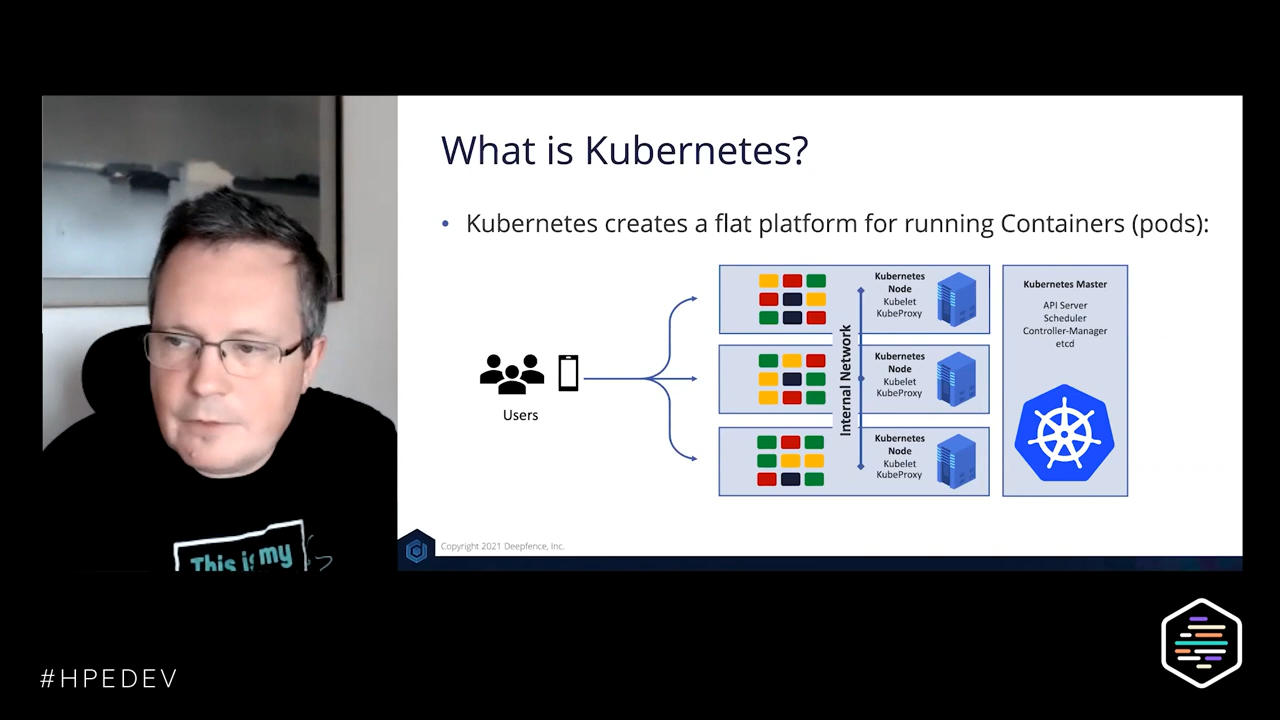 What is Kubernetes?
• Kubernetes creates a flat platform for running Containers (pods):
Users
Internal Network
Kubernetes
Node
Kubelet
KubeProxy
Kubernetes
Node
Kubelet
KubeProxy
Kubernetes
Node
Kubelet
KubeProxy
Kubernetes Master
API Server
Scheduler
Controller-Manager
etcd
Copyright 2021 Deepfence, Inc.
This is my
#HPEDEV